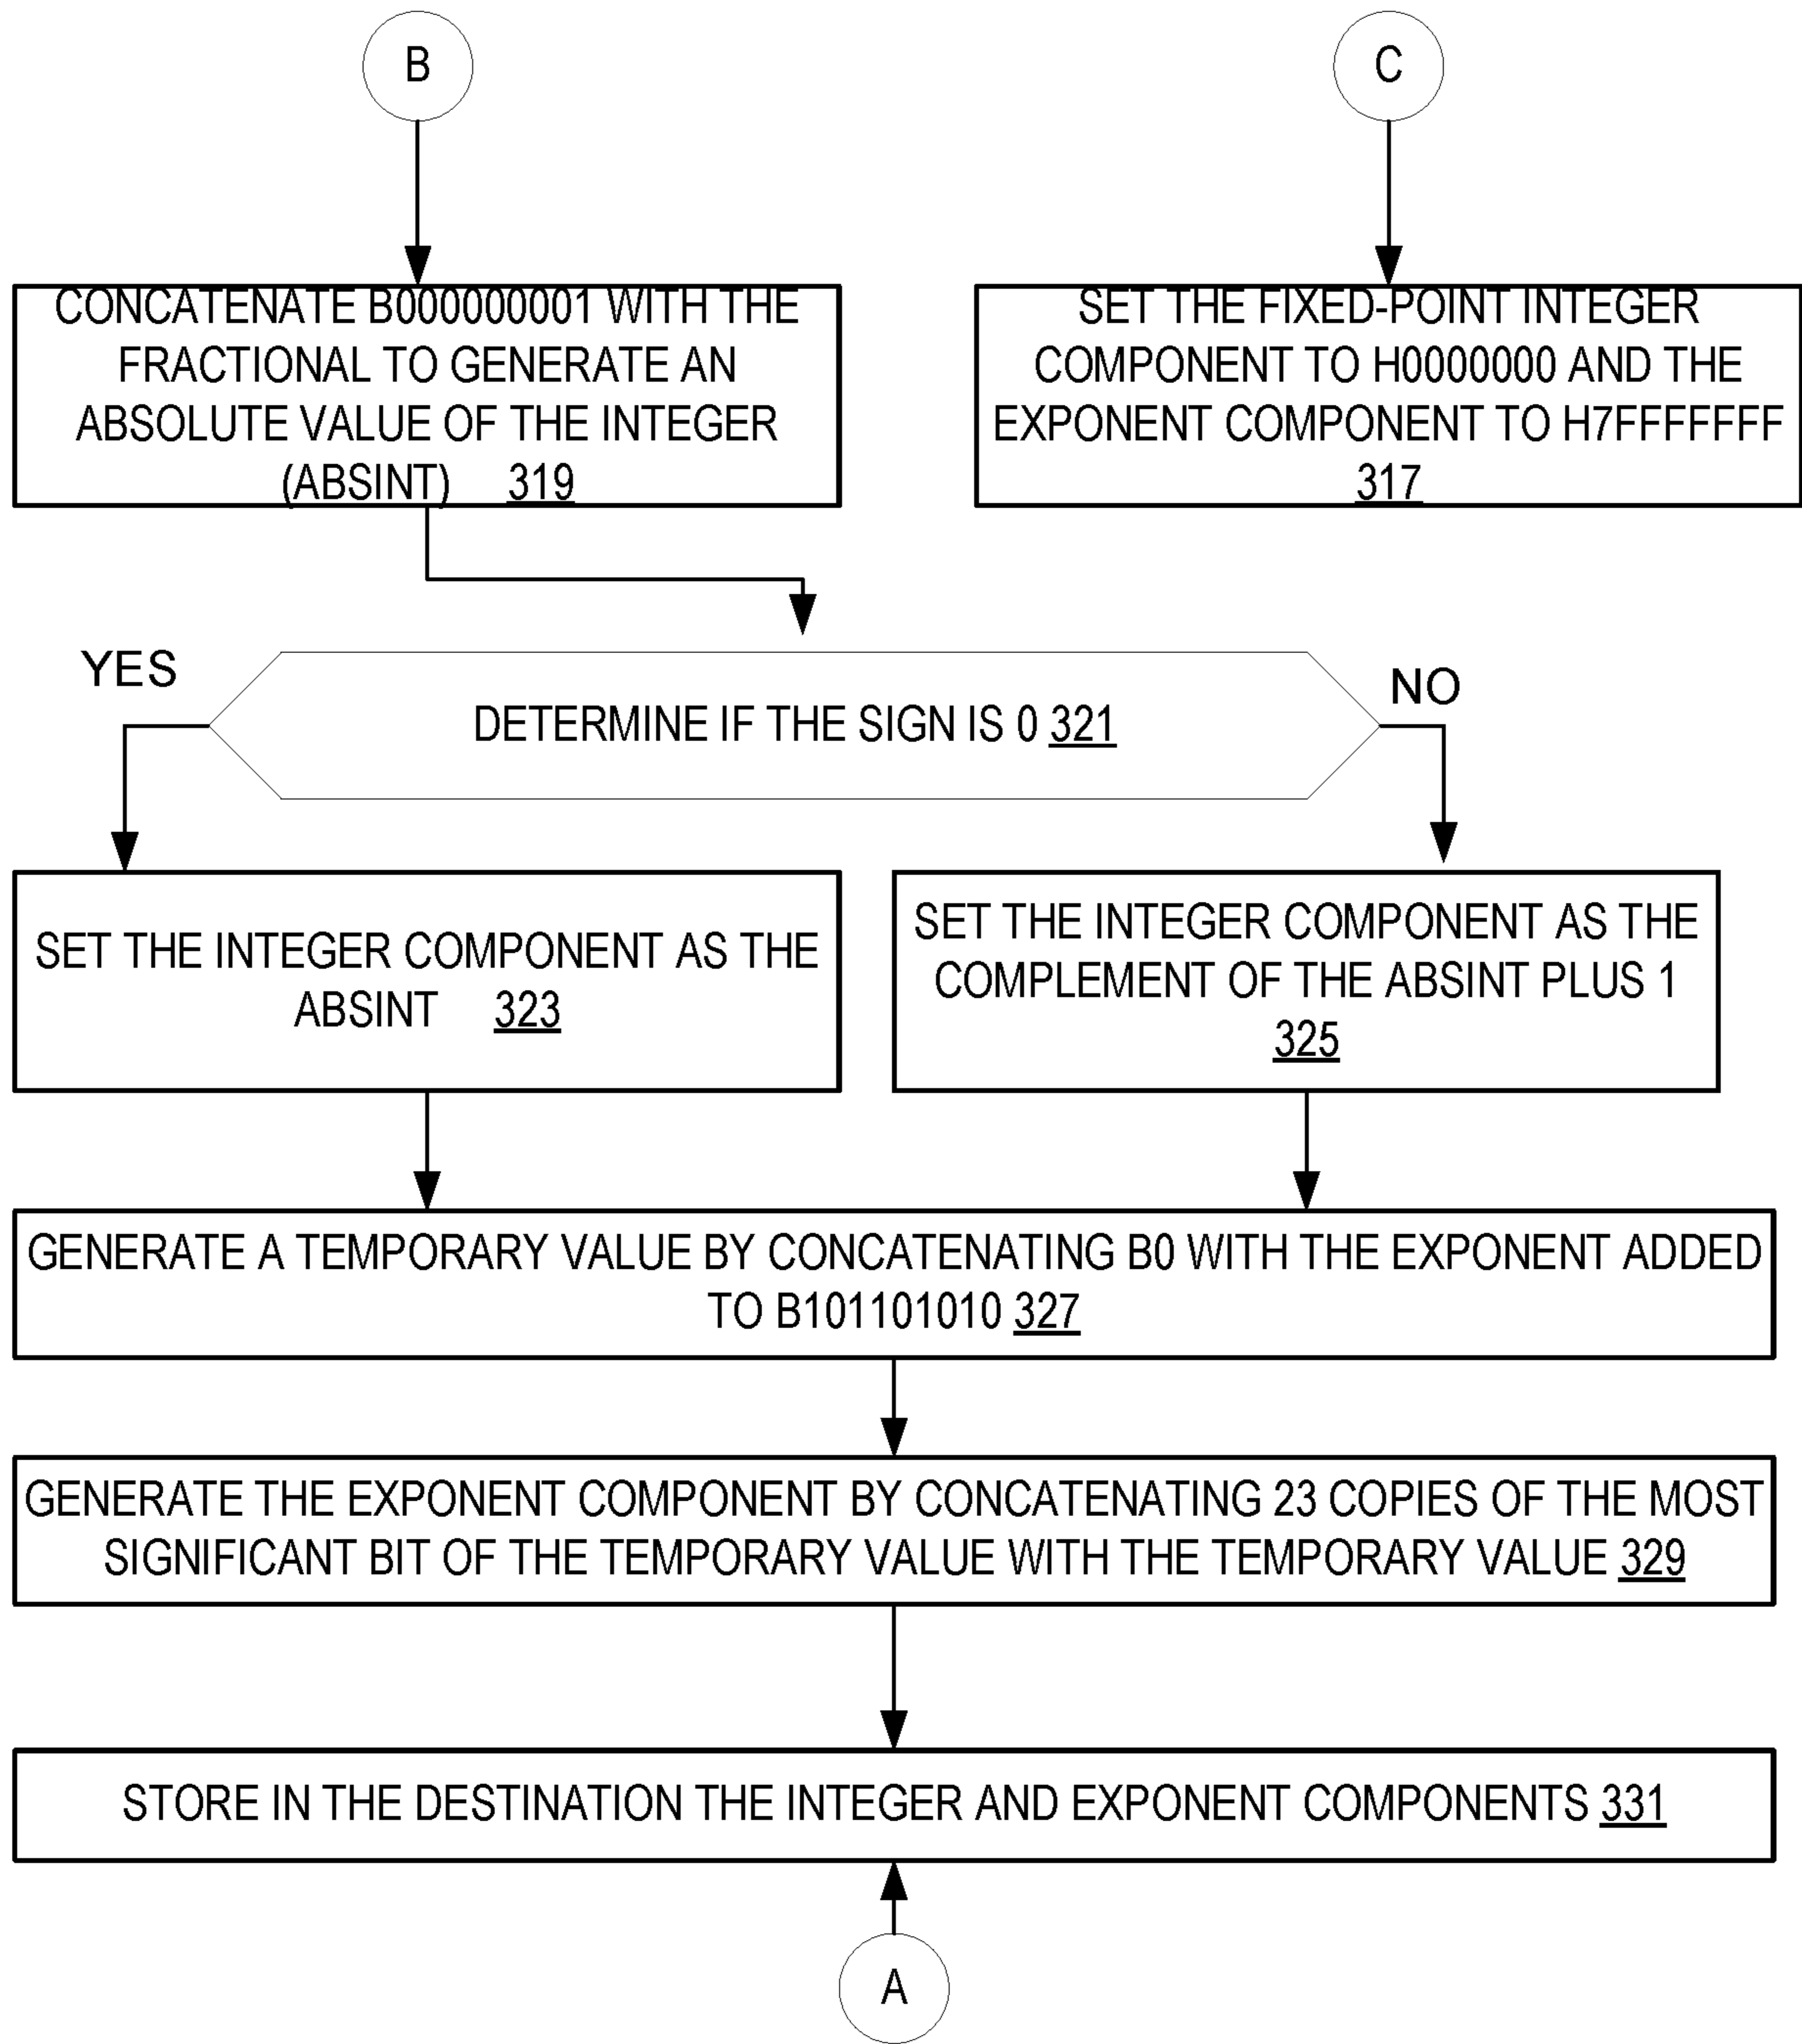 B
C
CONCATENATE B000000001 WITH THE
FRACTIONAL TO GENERATE AN
ABSOLUTE VALUE OF THE INTEGER
(ABSINT) 319
SET THE FIXED-POINT INTEGER
COMPONENT TO H0000000 AND THE
EXPONENT COMPONENT TO H7FFFFFFF
317
YES
DETERMINE IF THE SIGN IS 0 321
NO
SET THE INTEGER COMPONENT AS THE
ABSINT 323
SET THE INTEGER COMPONENT AS THE
COMPLEMENT OF THE ABSINT PLUS 1
325
GENERATE A TEMPORARY VALUE BY CONCATENATING B0 WITH THE EXPONENT ADDED
TO B101101010 327
GENERATE THE EXPONENT COMPONENT BY CONCATENATING 23 COPIES OF THE MOST
SIGNIFICANT BIT OF THE TEMPORARY VALUE WITH THE TEMPORARY VALUE 329
STORE IN THE DESTINATION THE INTEGER AND EXPONENT COMPONENTS 331
A